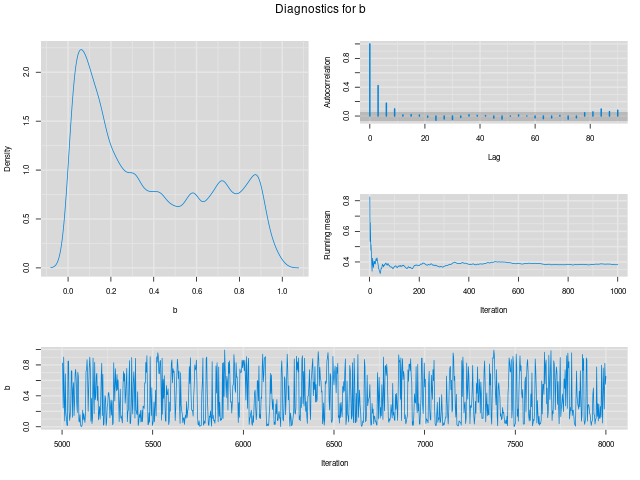 Diagnostics for b
Density
0.0 0.5 1.0 1.5 2.0
0.0 0.2 0.4 0.6 0.8 1.0
b
Autocorrelation
0.0 0.4 0.8
0 20 40 60 80
Lag
Running mean
0.4 0.6 0.8
0 200 400 600 800 1000
Iteration
b
0.0 0.4 0.8
5000 5500 6000 6500 7000 7500 8000
Iteration